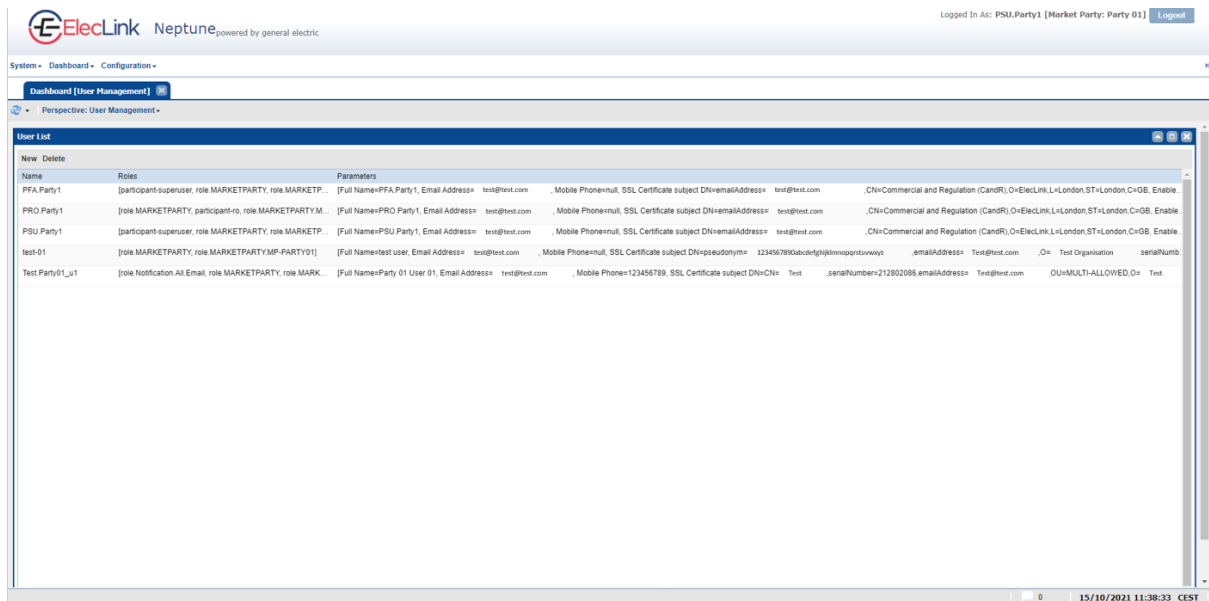 Logged In As: PSU.Party1 [Market Party: Party 01] Logout
ElecLink Neptune powered by general electric
System Dashboard Configuration
Dashboard [User Management]
Perspective: User Management
User List
New Delete
Name Roles Parameters
PFA.Party1 [participant-superuser, role.MARKETPARTY, role.MARKETP... [Full Name=PFA.Party1, Email Address= test@test.com , Mobile Phone=null, SSL Certificate subject DN=emailAddress= test@test.com ,CN=Commercial and Regulation (CandR),O=ElecLink,L=London,ST=London,C=GB, Enable...
PRO.Party1 [role.MARKETPARTY, participant-ro, role.MARKETPARTY.M... [Full Name=PRO.Party1, Email Address= test@test.com , Mobile Phone=null, SSL Certificate subject DN=emailAddress= test@test.com ,CN=Commercial and Regulation (CandR),O=ElecLink,L=London,ST=London,C=GB, Enable...
PSU.Party1 [participant-superuser, role.MARKETPARTY, role.MARKETP... [Full Name=PSU.Party1, Email Address= test@test.com , Mobile Phone=null, SSL Certificate subject DN=emailAddress= test@test.com ,CN=Commercial and Regulation (CandR),O=ElecLink,L=London,ST=London,C=GB, Enable...
test-01 [role.MARKETPARTY, role.MARKETPARTY.MP-PARTY01] [Full Name=test user, Email Address= test@test.com , Mobile Phone=null, SSL Certificate subject DN=pseudonym= 1234567890abcdefghijklmnopqrstuvwxyz ,emailAddress= Test@test.com ,O= Test Organisation serialNumb...
Test.Party01_u1 [role.Notification.All.Email, role.MARKETPARTY, role.MARK... [Full Name=Party 01 User 01, Email Address= test@test.com , Mobile Phone=123456789, SSL Certificate subject DN=CN= Test ,serialNumber=212802086,emailAddress= Test@test.com ,OU=MULTI-ALLOWED,O= Test
0 15/10/2021 11:38:33 CEST